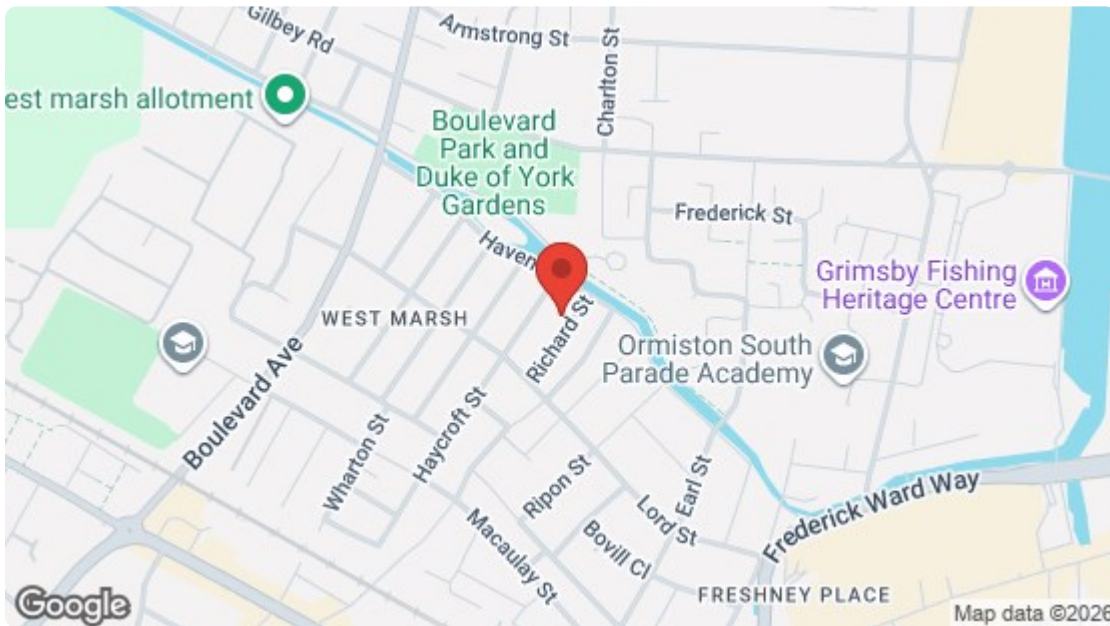 Gilbey Rd
Armstrong St
Charlton St
est marsh allotment
Boulevard
Park and
Duke of York
Gardens
Frederick St
Haven
Grimsby Fishing
Heritage Centre
WEST MARSH
Richard St
Ormiston South
Parade Academy
Boulevard Ave
Haycroft St
Wharton St
Ripon St
Earl St
Lord St
Frederick Ward Way
Macaulay St
Bovill Cl
FRESHNEY PLACE
Google
Map data ©2026